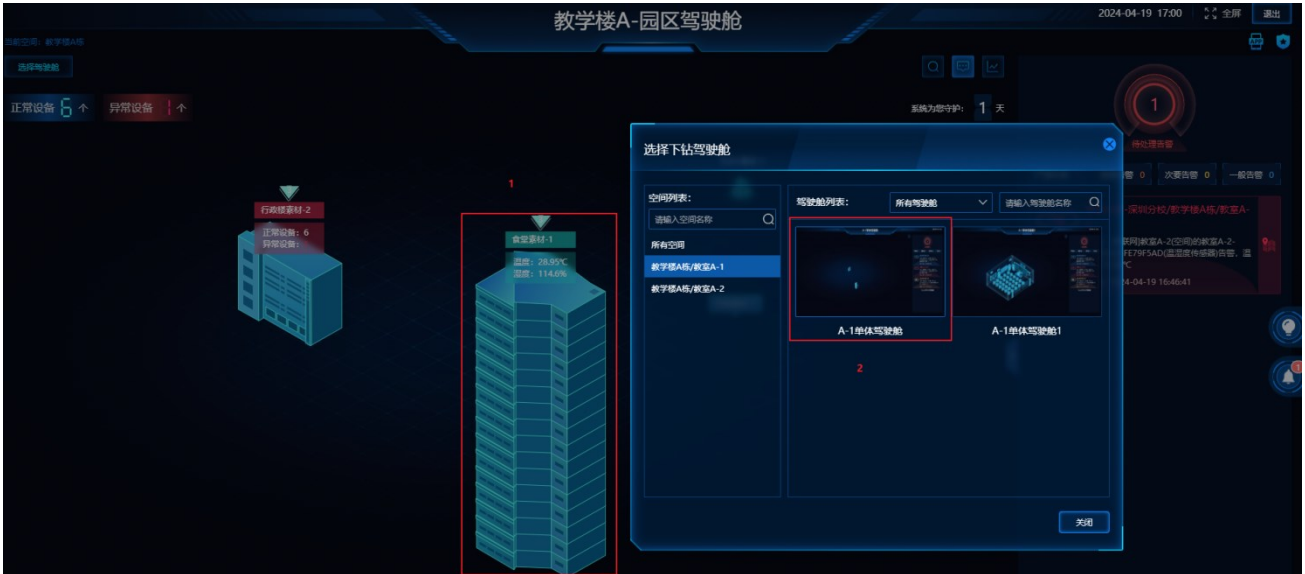 教学楼A-园区驾驶舱
2024-04-19 17:00
全屏
退出
当前空间：教学楼A栋
选择驾驶舱
正常设备 6 个
异常设备 1 个
系统为您守护： 1 天
1
待处理告警
次要告警 0
一般告警 0
-深圳分校/教学楼A栋/教室A-
联网]教室A-2(空间)的教室A-2-
FE79F5AD(温湿度传感器)告警，温
℃
24-04-19 16:46:41
1
1
行政楼素材-2
正常设备：6
异常设备：
食堂素材-1
温度：28.95℃
湿度：114.6%
选择下钻驾驶舱
空间列表：
请输入空间名称
所有空间
教学楼A栋/教室A-1
教学楼A栋/教室A-2
驾驶舱列表：
所有驾驶舱
请输入驾驶舱名称
A-1单体驾驶舱
A-1单体驾驶舱1
2
关闭